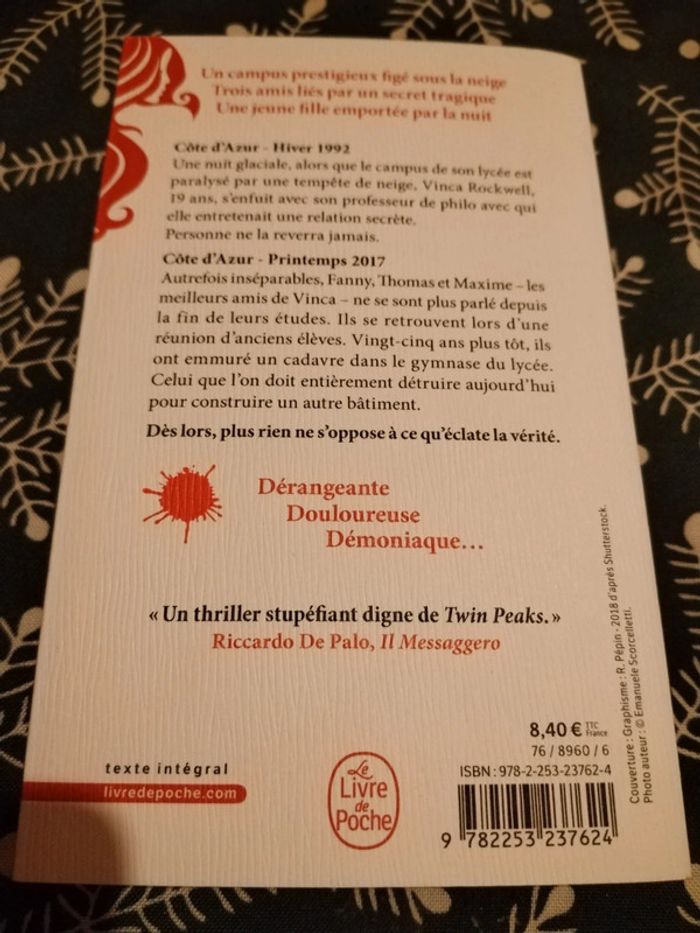 Un campus prestigieux figé sous la neige
Trois amis liés par un secret tragique
Une jeune fille emportée par la nuit
Côte d'Azur - Hiver 1992
Une nuit glaciale, alors que le campus de son lycée est
paralysé par une tempête de neige, Vinca Rockwell,
19 ans, s'enfuit avec son professeur de philo avec qui
elle entretenait une relation secrète.
Personne ne la reverra jamais.
Côte d'Azur - Printemps 2017
Autrefois inséparables, Fanny, Thomas et Maxime – les
meilleurs amis de Vinca – ne se sont plus parlé depuis
la fin de leurs études. Ils se retrouvent lors d'une
réunion d'anciens élèves. Vingt-cinq ans plus tôt, ils
ont emmuré un cadavre dans le gymnase du lycée.
Celui que l'on doit entièrement détruire aujourd'hui
pour construire un autre bâtiment.
Dès lors, plus rien ne s'oppose à ce qu'éclate la vérité.
Dérangeante
Douloureuse
Démoniaque…
« Un thriller stupéfiant digne de Twin Peaks. »
Riccardo De Palo, Il Messaggero
texte intégral
livredepoche.com
Le
Livre
de
Poche
8,40 € TTC France
76 / 8960 / 6
ISBN : 978-2-253-23762-4
9 782253 237624
Couverture : Graphisme : R. Pépin - 2018 d'après Shutterstock.
Photo auteur : © Emanuele Scorcelletti.